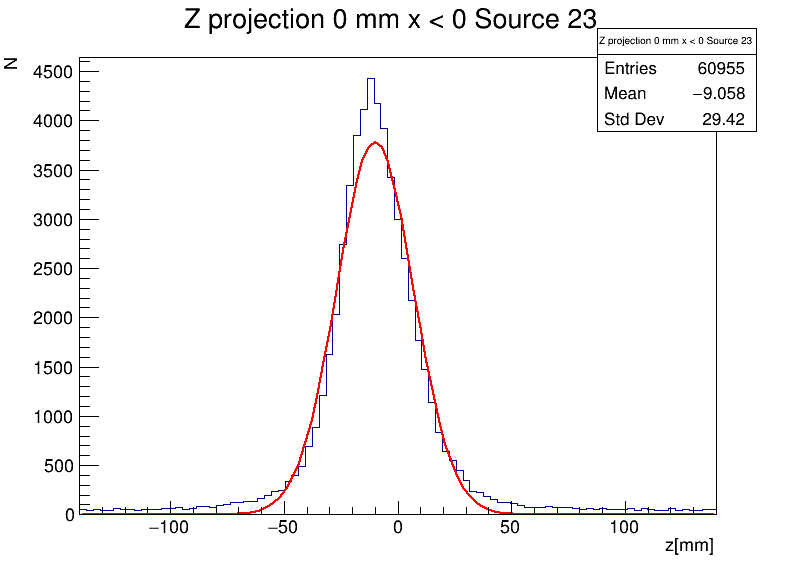 Z projection 0 mm x < 0 Source 23
Z projection 0 mm x < 0 Source 23
Entries 60955
Mean −9.058
Std Dev 29.42
N
4500
4000
3500
3000
2500
2000
1500
1000
500
0
−100 −50 0 50 100
z[mm]